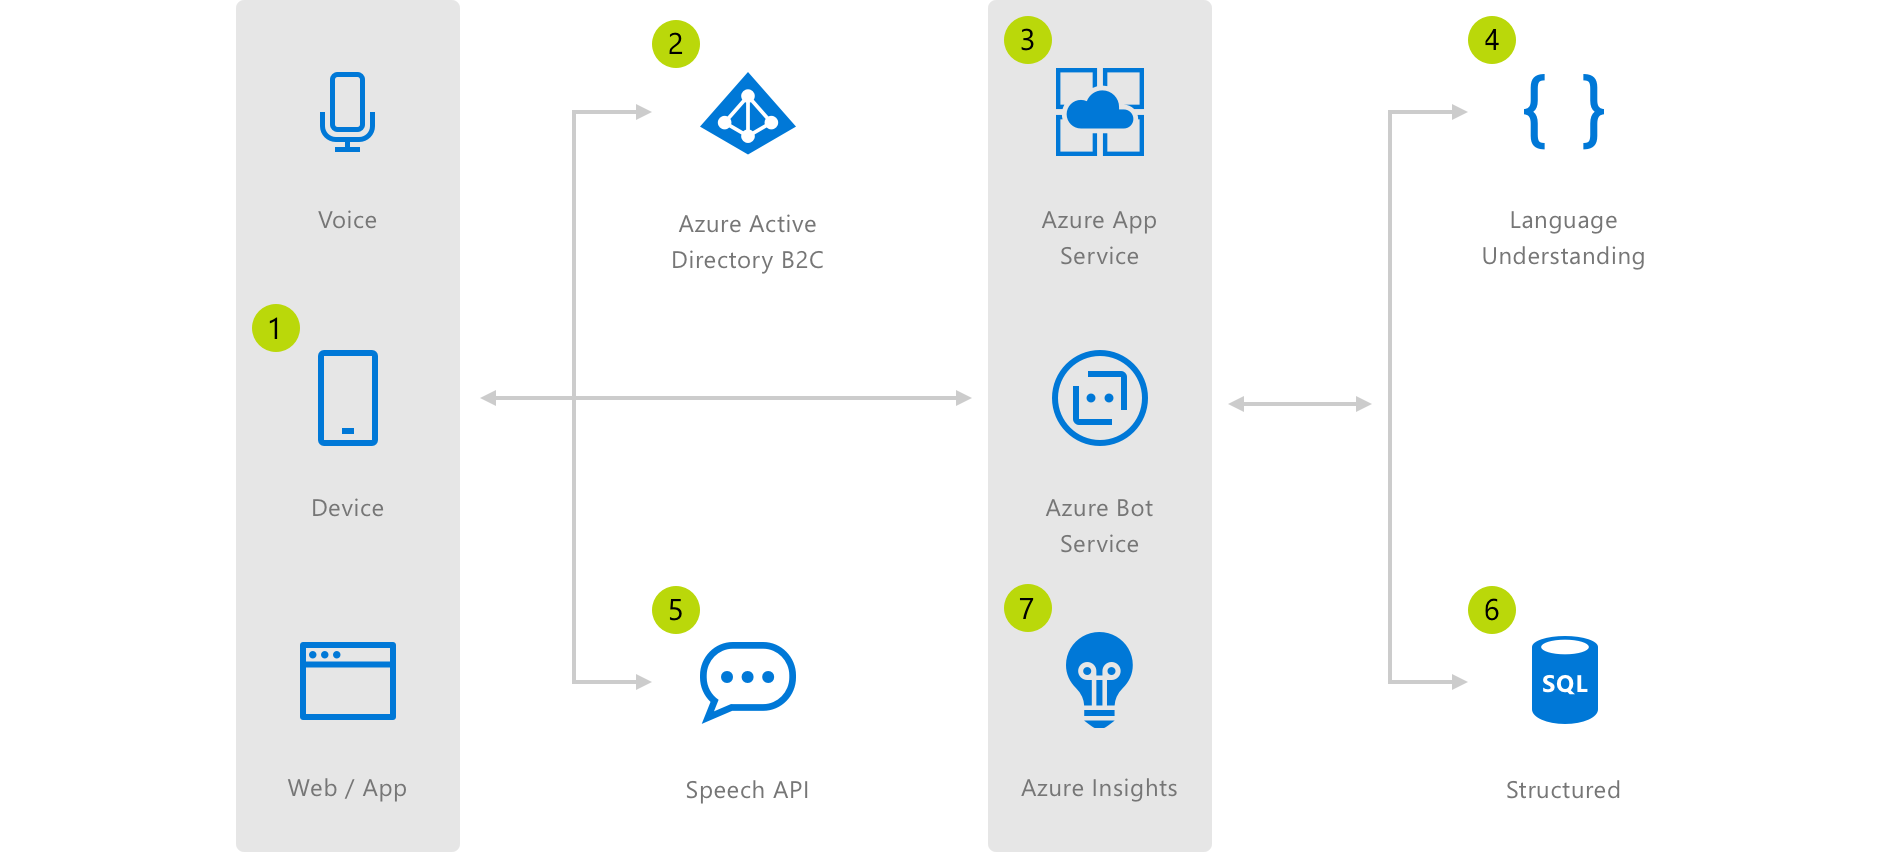 Voice
1
Device
Web / App
2
Azure Active
Directory B2C
5
Speech API
3
Azure App
Service
Azure Bot
Service
7
Azure Insights
4
{ }
Language
Understanding
6
SQL
Structured